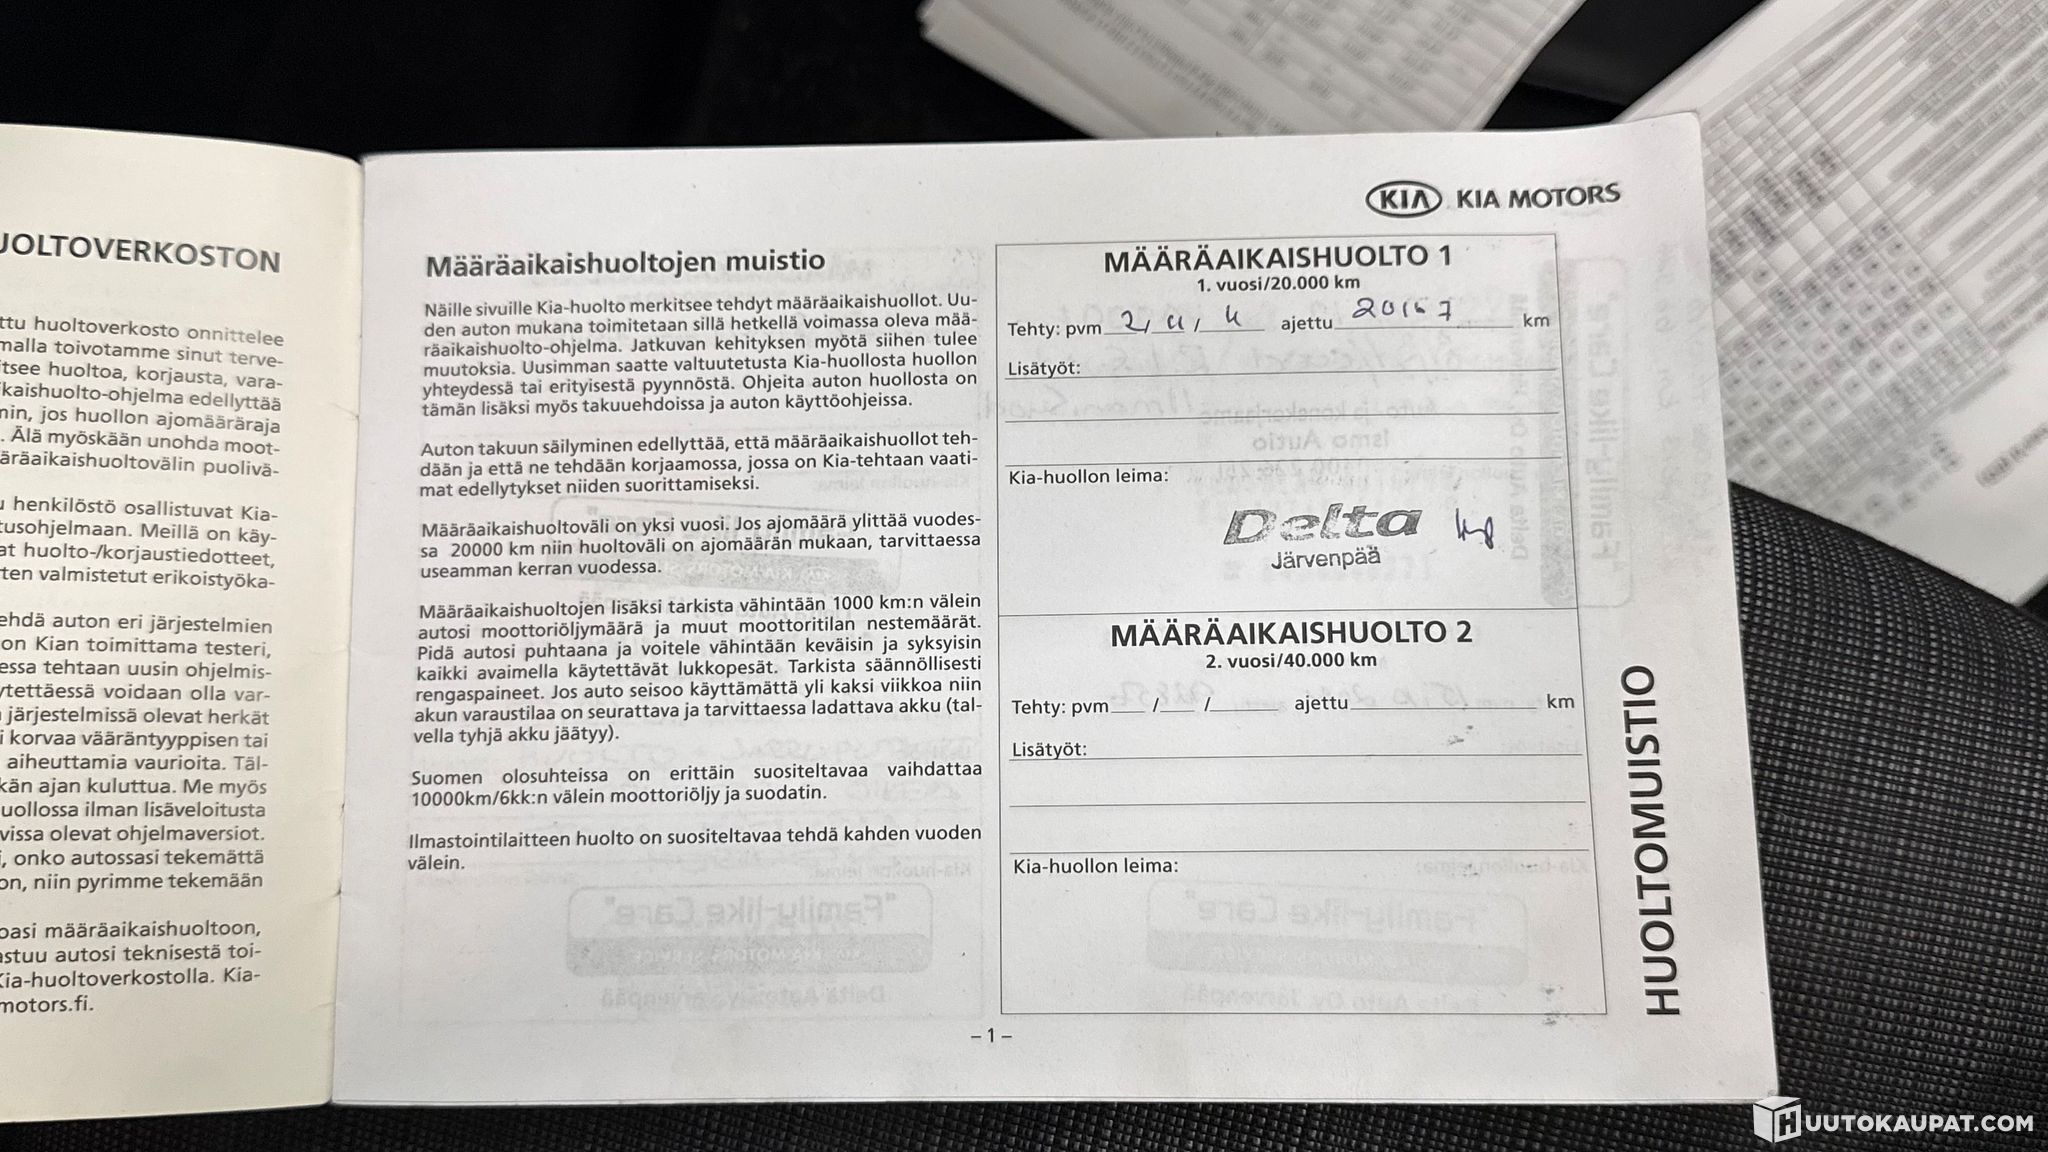 UOLTOVERKOSTON
ttu huoltoverkosto onnittelee
malla toivotamme sinut terve-
itsee huoltoa, korjausta, vara-
ikaishuolto-ohjelma edellyttää
min, jos huollon ajomääräraja
. Älä myöskään unohda moot-
ääräaikaishuoltovälin puolivä-
u henkilöstö osallistuvat Kia-
tusohjelmaan. Meillä on käy-
at huolto-/korjaustiedotteet,
ten valmistetut erikoistyöka-
ehdä auton eri järjestelmien
on Kian toimittama testeri,
essa tehtaan uusin ohjelmis-
ytettäessä voidaan olla var-
järjestelmissä olevat herkät
i korvaa vääräntyyppisen tai
aiheuttamia vaurioita. Täl-
kän ajan kuluttua. Me myös
uollossa ilman lisäveloitusta
vissa olevat ohjelmaversiot.
i, onko autossasi tekemättä
on, niin pyrimme tekemään
oasi määräaikaishuoltoon,
astuu autosi teknisestä toi-
Kia-huoltoverkostolla. Kia-
motors.fi.
Määräaikaishuoltojen muistio
Näille sivuille Kia-huolto merkitsee tehdyt määräaikaishuollot. Uu-
den auton mukana toimitetaan sillä hetkellä voimassa oleva mää-
räaikaishuolto-ohjelma. Jatkuvan kehityksen myötä siihen tulee
muutoksia. Uusimman saatte valtuutetusta Kia-huollosta huollon
yhteydessä tai erityisestä pyynnöstä. Ohjeita auton huollosta on
tämän lisäksi myös takuuehdoissa ja auton käyttöohjeissa.
Auton takuun säilyminen edellyttää, että määräaikaishuollot teh-
dään ja että ne tehdään korjaamossa, jossa on Kia-tehtaan vaati-
mat edellytykset niiden suorittamiseksi.
Määräaikaishuoltoväli on yksi vuosi. Jos ajomäärä ylittää vuodes-
sa 20000 km niin huoltoväli on ajomäärän mukaan, tarvittaessa
useamman kerran vuodessa.
Määräaikaishuoltojen lisäksi tarkista vähintään 1000 km:n välein
autosi moottoriöljymäärä ja muut moottoritilan nestemäärät.
Pidä autosi puhtaana ja voitele vähintään keväisin ja syksyisin
kaikki avaimella käytettävät lukkopesät. Tarkista säännöllisesti
rengaspaineet. Jos auto seisoo käyttämättä yli kaksi viikkoa niin
akun varaustilaa on seurattava ja tarvittaessa ladattava akku (tal-
vella tyhjä akku jäätyy).
Suomen olosuhteissa on erittäin suositeltavaa vaihdattaa
10000km/6kk:n välein moottoriöljy ja suodatin.
Ilmastointilaitteen huolto on suositeltavaa tehdä kahden vuoden
välein.
KIA KIA MOTORS
MÄÄRÄAIKAISHUOLTO 1
1. vuosi/20.000 km
Tehty: pvm ajettu 20167 km
Lisätyöt:
Kia-huollon leima:
Delta
Järvenpää
MÄÄRÄAIKAISHUOLTO 2
2. vuosi/40.000 km
Tehty: pvm / / ajettu km
Lisätyöt:
Kia-huollon leima:
HUOLTOMUISTIO
– 1 –
HUUTOKAUPAT.COM